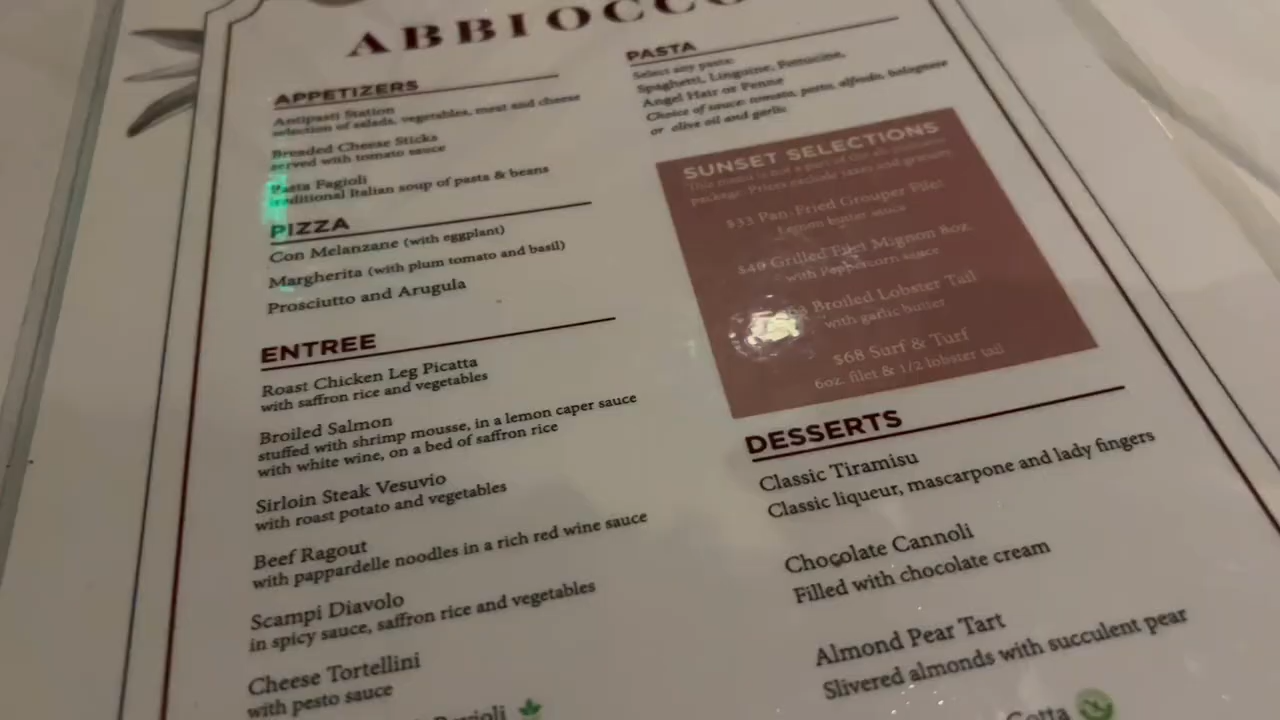 ABBIOCCO
APPETIZERS
Antipasti Station
selection of salads, vegetables, meat and cheese
Breaded Cheese Sticks
served with tomato sauce
Pasta Fagioli
traditional Italian soup of pasta & beans
PIZZA
Con Melanzane (with eggplant)
Margherita (with plum tomato and basil)
Prosciutto and Arugula
ENTREE
Roast Chicken Leg Picatta
with saffron rice and vegetables
Broiled Salmon
stuffed with shrimp mousse, in a lemon caper sauce
with white wine, on a bed of saffron rice
Sirloin Steak Vesuvio
with roast potato and vegetables
Beef Ragout
with pappardelle noodles in a rich red wine sauce
Scampi Diavolo
in spicy sauce, saffron rice and vegetables
Cheese Tortellini
with pesto sauce
PASTA
Select any pasta:
Spaghetti, Linguine, Fettucine,
Angel Hair or Penne
Choice of sauce: tomato, pesto, alfredo, bolognese
or olive oil and garlic
SUNSET SELECTIONS
This menu is not a part of the all-inclusive
package. Prices exclude taxes and gratuity
$33 Pan-Fried Grouper Filet
Lemon butter sauce
$40 Grilled Filet Mignon 8oz.
with Peppercorn sauce
Broiled Lobster Tail
with garlic butter
$68 Surf & Turf
6oz. filet & 1/2 lobster tail
DESSERTS
Classic Tiramisu
Classic liqueur, mascarpone and lady fingers
Chocolate Cannoli
Filled with chocolate cream
Almond Pear Tart
Slivered almonds with succulent pear